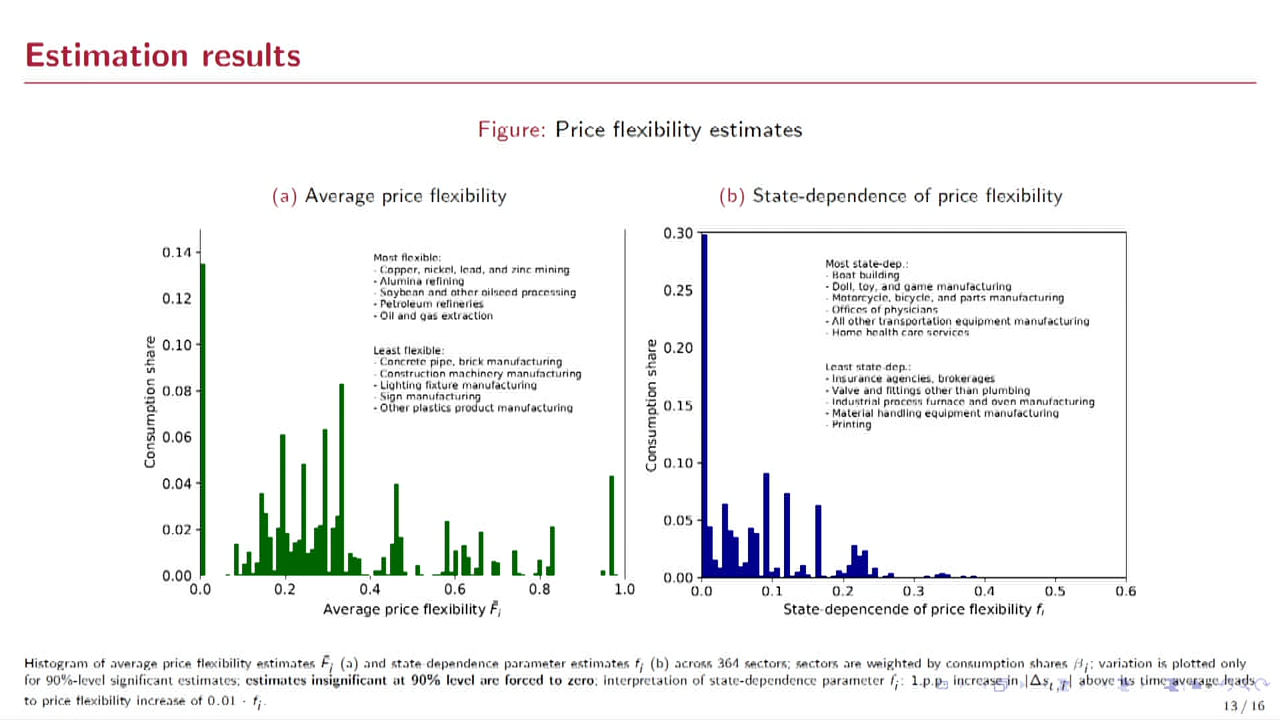 Estimation results
Figure: Price flexibility estimates
(a) Average price flexibility
Most flexible:
- Copper, nickel, lead, and zinc mining
- Alumina refining
- Soybean and other oilseed processing
- Petroleum refineries
- Oil and gas extraction
Least flexible:
- Concrete pipe, brick manufacturing
- Construction machinery manufacturing
- Lighting fixture manufacturing
- Sign manufacturing
- Other plastics product manufacturing
Consumption share
0.14
0.12
0.10
0.08
0.06
0.04
0.02
0.00
0.0 0.2 0.4 0.6 0.8 1.0
Average price flexibility F̄ᵢ
(b) State-dependence of price flexibility
Most state-dep.:
- Boat building
- Doll, toy, and game manufacturing
- Motorcycle, bicycle, and parts manufacturing
- Offices of physicians
- All other transportation equipment manufacturing
- Home health care services
Least state-dep.:
- Insurance agencies, brokerages
- Valve and fittings other than plumbing
- Industrial process furnace and oven manufacturing
- Material handling equipment manufacturing
- Printing
Consumption share
0.30
0.25
0.20
0.15
0.10
0.05
0.00
0.0 0.1 0.2 0.3 0.4 0.5 0.6
State-depencende of price flexibility fᵢ
Histogram of average price flexibility estimates F̄ᵢ (a) and state-dependence parameter estimates fᵢ (b) across 364 sectors; sectors are weighted by consumption shares βᵢ; variation is plotted only
for 90%-level significant estimates; estimates insignificant at 90% level are forced to zero; interpretation of state-dependence parameter fᵢ: 1.p.p. increase in |Δsₜ,T| above its time average leads
to price flexibility increase of 0.01 · fᵢ.
13 / 16